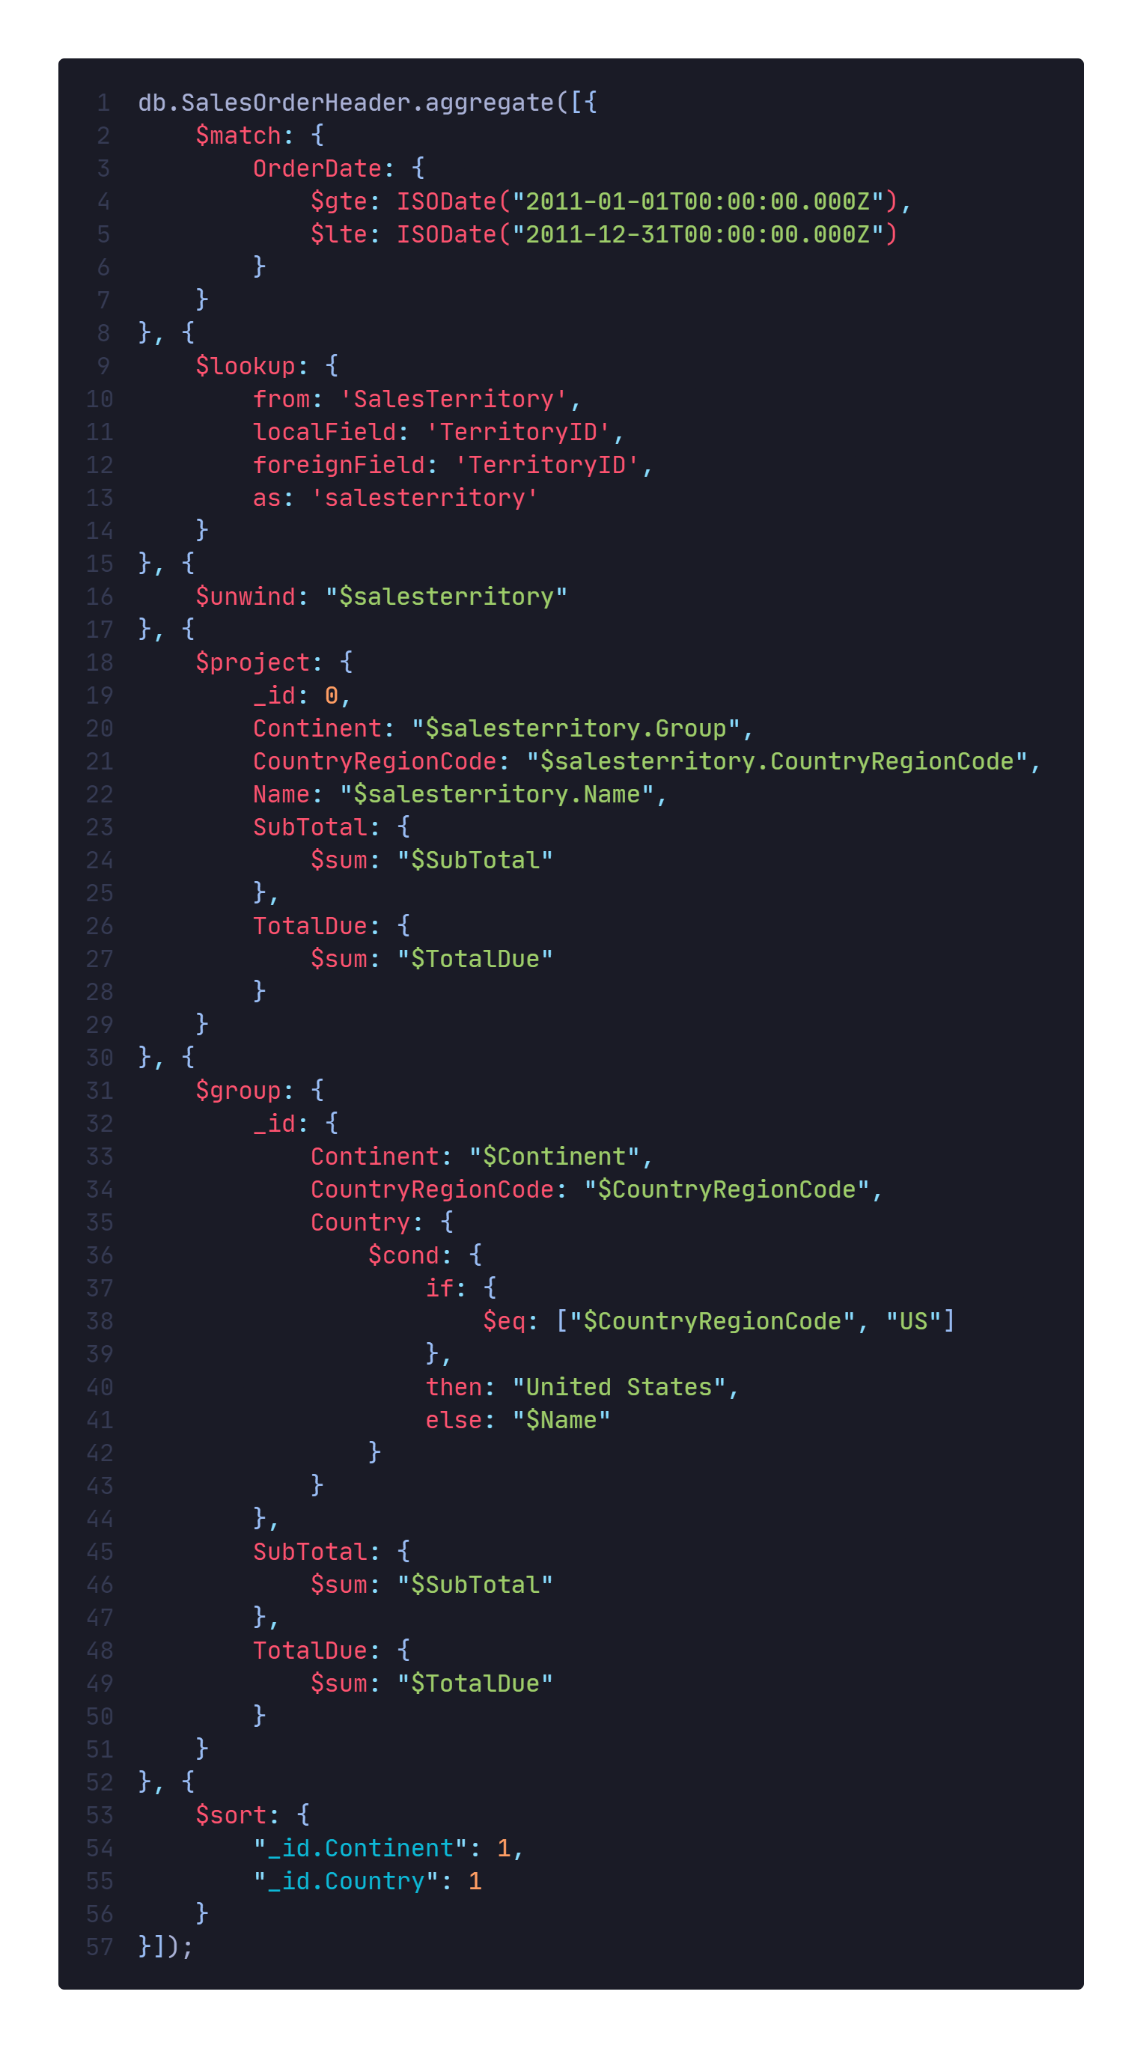 1 db.SalesOrderHeader.aggregate([{
2     $match: {
3         OrderDate: {
4             $gte: ISODate("2011-01-01T00:00:00.000Z"),
5             $lte: ISODate("2011-12-31T00:00:00.000Z")
6         }
7     }
8 }, {
9     $lookup: {
10         from: 'SalesTerritory',
11         localField: 'TerritoryID',
12         foreignField: 'TerritoryID',
13         as: 'salesterritory'
14     }
15 }, {
16     $unwind: "$salesterritory"
17 }, {
18     $project: {
19         _id: 0,
20         Continent: "$salesterritory.Group",
21         CountryRegionCode: "$salesterritory.CountryRegionCode",
22         Name: "$salesterritory.Name",
23         SubTotal: {
24             $sum: "$SubTotal"
25         },
26         TotalDue: {
27             $sum: "$TotalDue"
28         }
29     }
30 }, {
31     $group: {
32         _id: {
33             Continent: "$Continent",
34             CountryRegionCode: "$CountryRegionCode",
35             Country: {
36                 $cond: {
37                     if: {
38                         $eq: ["$CountryRegionCode", "US"]
39                     },
40                     then: "United States",
41                     else: "$Name"
42                 }
43             }
44         },
45         SubTotal: {
46             $sum: "$SubTotal"
47         },
48         TotalDue: {
49             $sum: "$TotalDue"
50         }
51     }
52 }, {
53     $sort: {
54         "_id.Continent": 1,
55         "_id.Country": 1
56     }
57 }]);